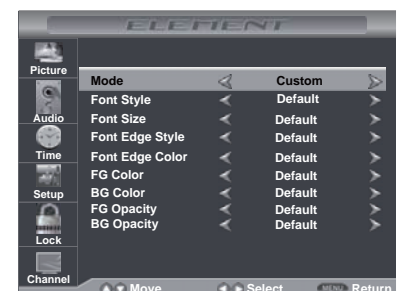 ELEMENT
Picture
Audio
Time
Setup
Lock
Channel
Mode Custom
Font Style Default
Font Size Default
Font Edge Style Default
Font Edge Color Default
FG Color Default
BG Color Default
FG Opacity Default
BG Opacity Default
Move Select MENU Return